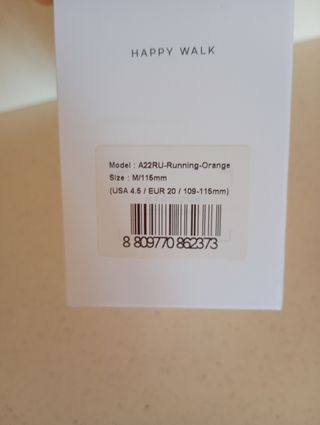 HAPPY WALK
Model : A22RU-Running-Orange
Size : M/115mm
(USA 4.5 / EUR 20 / 109-115mm)
8 809770 862373